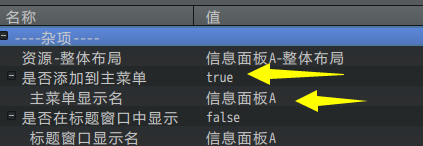 名称 值
----杂项----
资源-整体布局 信息面板A-整体布局
是否添加到主菜单 true
主菜单显示名 信息面板A
是否在标题窗口中显示 false
标题窗口显示名 信息面板A